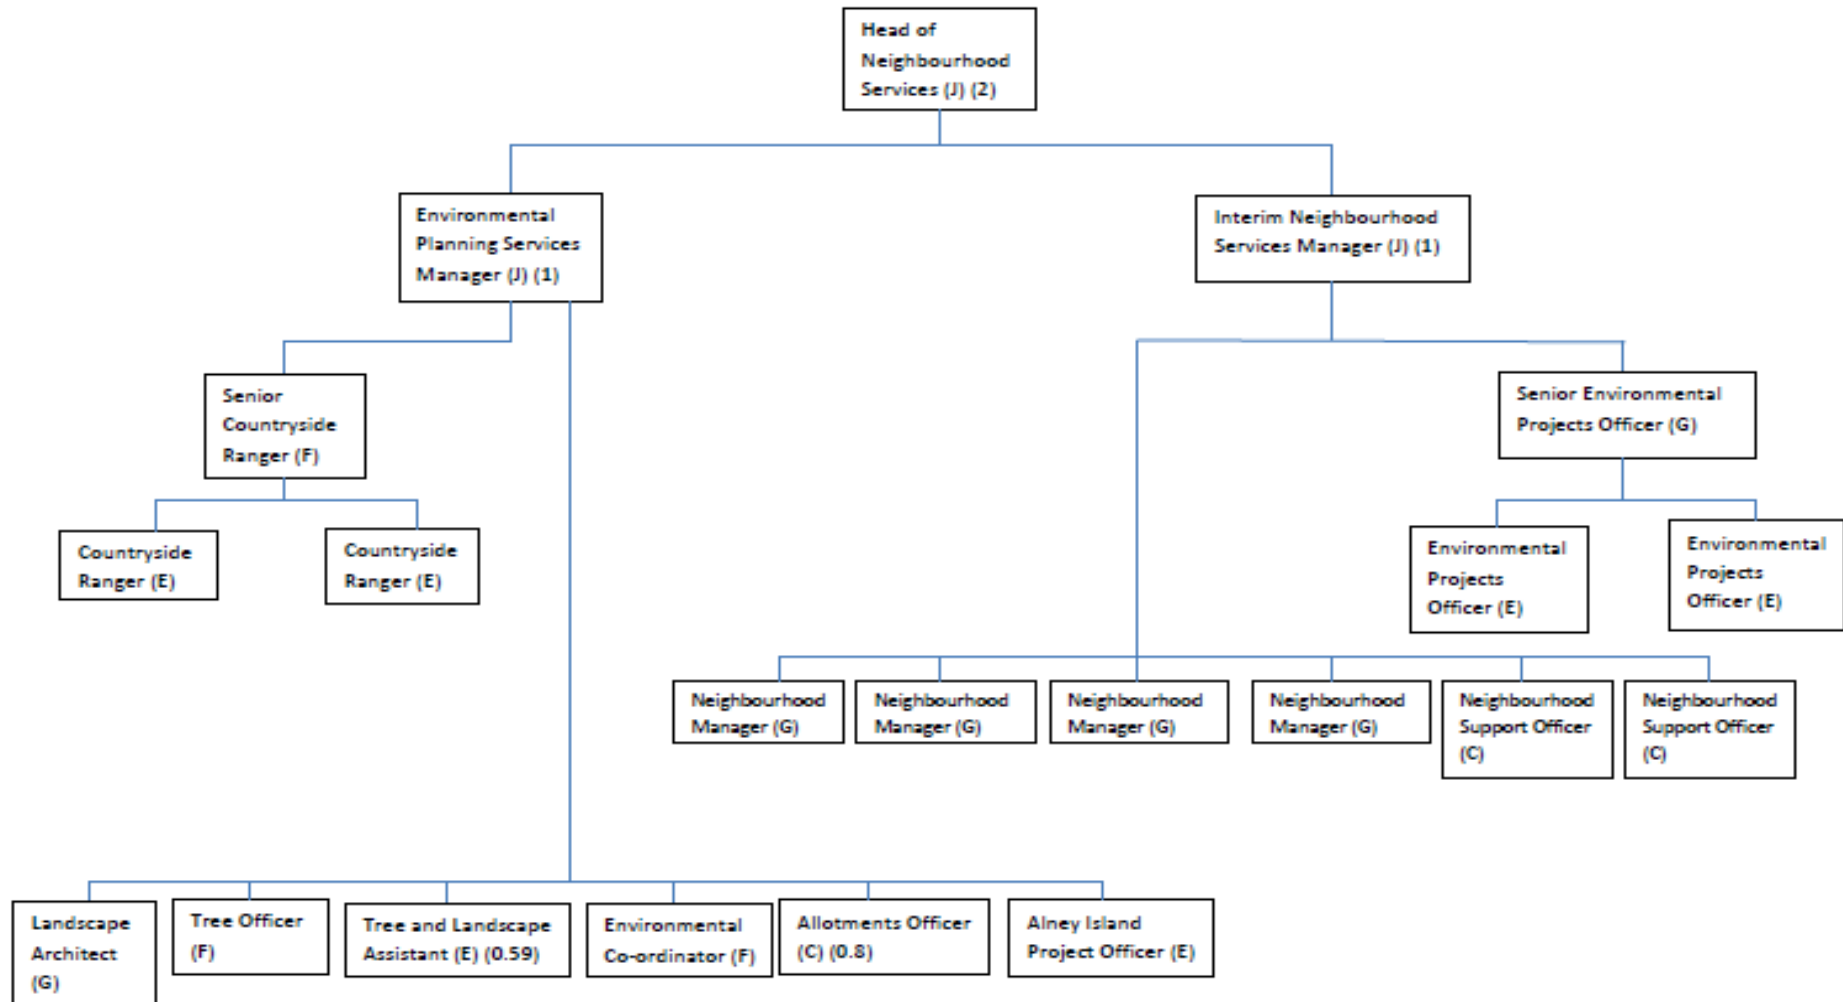 Head of
Neighbourhood
Services (J) (2)
Environmental
Planning Services
Manager (J) (1)
Interim Neighbourhood
Services Manager (J) (1)
Senior
Countryside
Ranger (F)
Senior Environmental
Projects Officer (G)
Countryside
Ranger (E)
Countryside
Ranger (E)
Environmental
Projects
Officer (E)
Environmental
Projects
Officer (E)
Neighbourhood
Manager (G)
Neighbourhood
Manager (G)
Neighbourhood
Manager (G)
Neighbourhood
Manager (G)
Neighbourhood
Support Officer
(C)
Neighbourhood
Support Officer
(C)
Landscape
Architect
(G)
Tree Officer
(F)
Tree and Landscape
Assistant (E) (0.59)
Environmental
Co-ordinator (F)
Allotments Officer
(C) (0.8)
Alney Island
Project Officer (E)